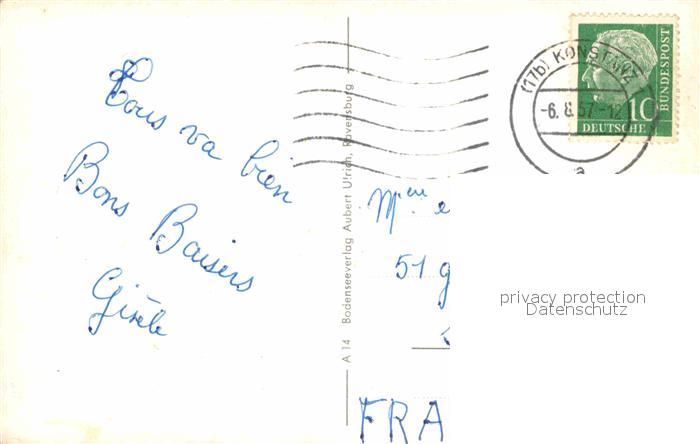 Tous va bien
Bons Baisers
Gisèle
A 14 Bodenseeverlag Aubert Ulrich, Ravensburg
(17b) KONSTANZ
-6. 8. 57.-12
a
10
DEUTSCHE
BUNDESPOST
51 g
FRA
privacy protection
Datenschutz